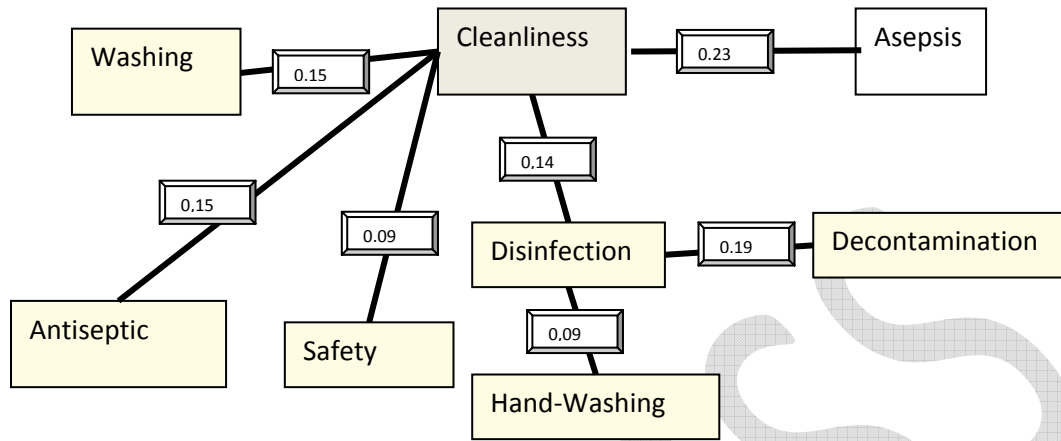 Cleanliness
Asepsis
Washing
0.15
0.23
0,14
0,15
0.09
Disinfection
0.19
Decontamination
Antiseptic
Safety
0,09
Hand-Washing